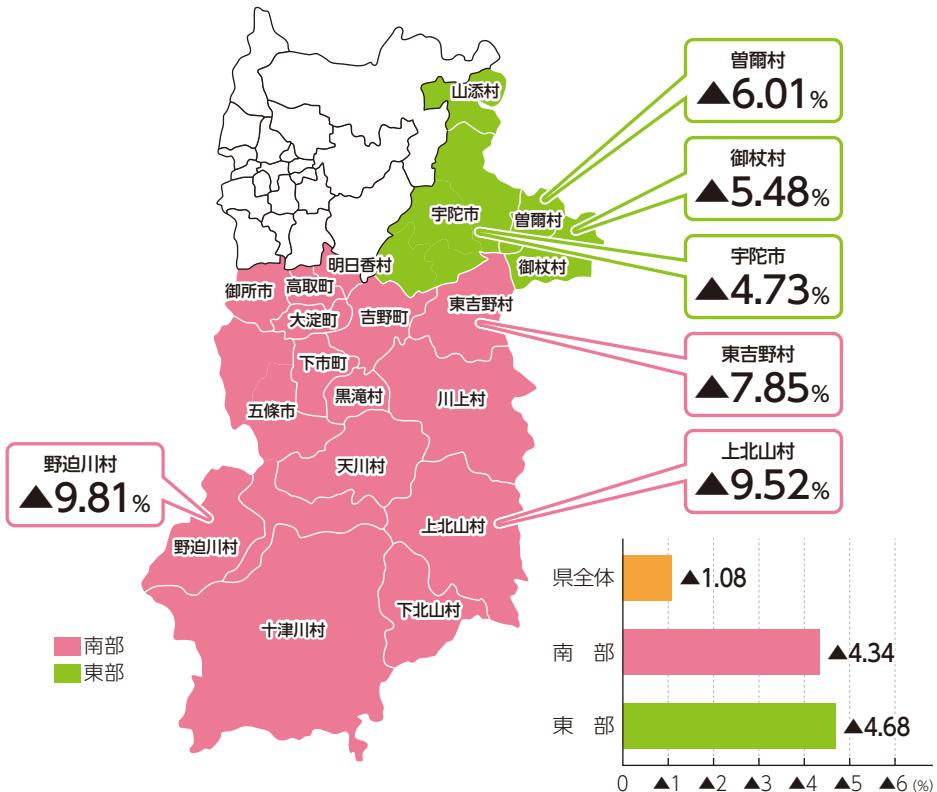 曽爾村
▲6.01%
御杖村
▲5.48%
宇陀市
▲4.73%
東吉野村
▲7.85%
上北山村
▲9.52%
野迫川村
▲9.81%
山添村
宇陀市
曽爾村
御杖村
明日香村
御所市
高取町
大淀町
吉野町
東吉野村
下市町
黒滝村
川上村
五條市
天川村
上北山村
野迫川村
下北山村
十津川村
南部
東部
県全体
▲1.08
南 部
▲4.34
東 部
▲4.68
0 ▲1 ▲2 ▲3 ▲4 ▲5 ▲6 (%)